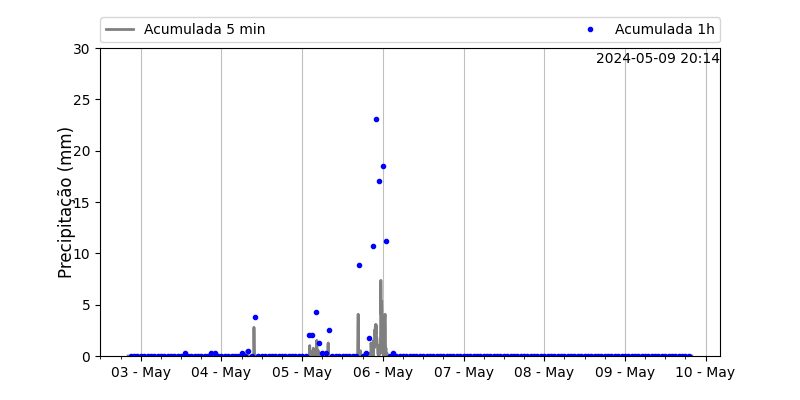 Acumulada 5 min
Acumulada 1h
2024-05-09 20:14
Precipitação (mm)
30
25
20
15
10
5
0
03 - May 04 - May 05 - May 06 - May 07 - May 08 - May 09 - May 10 - May